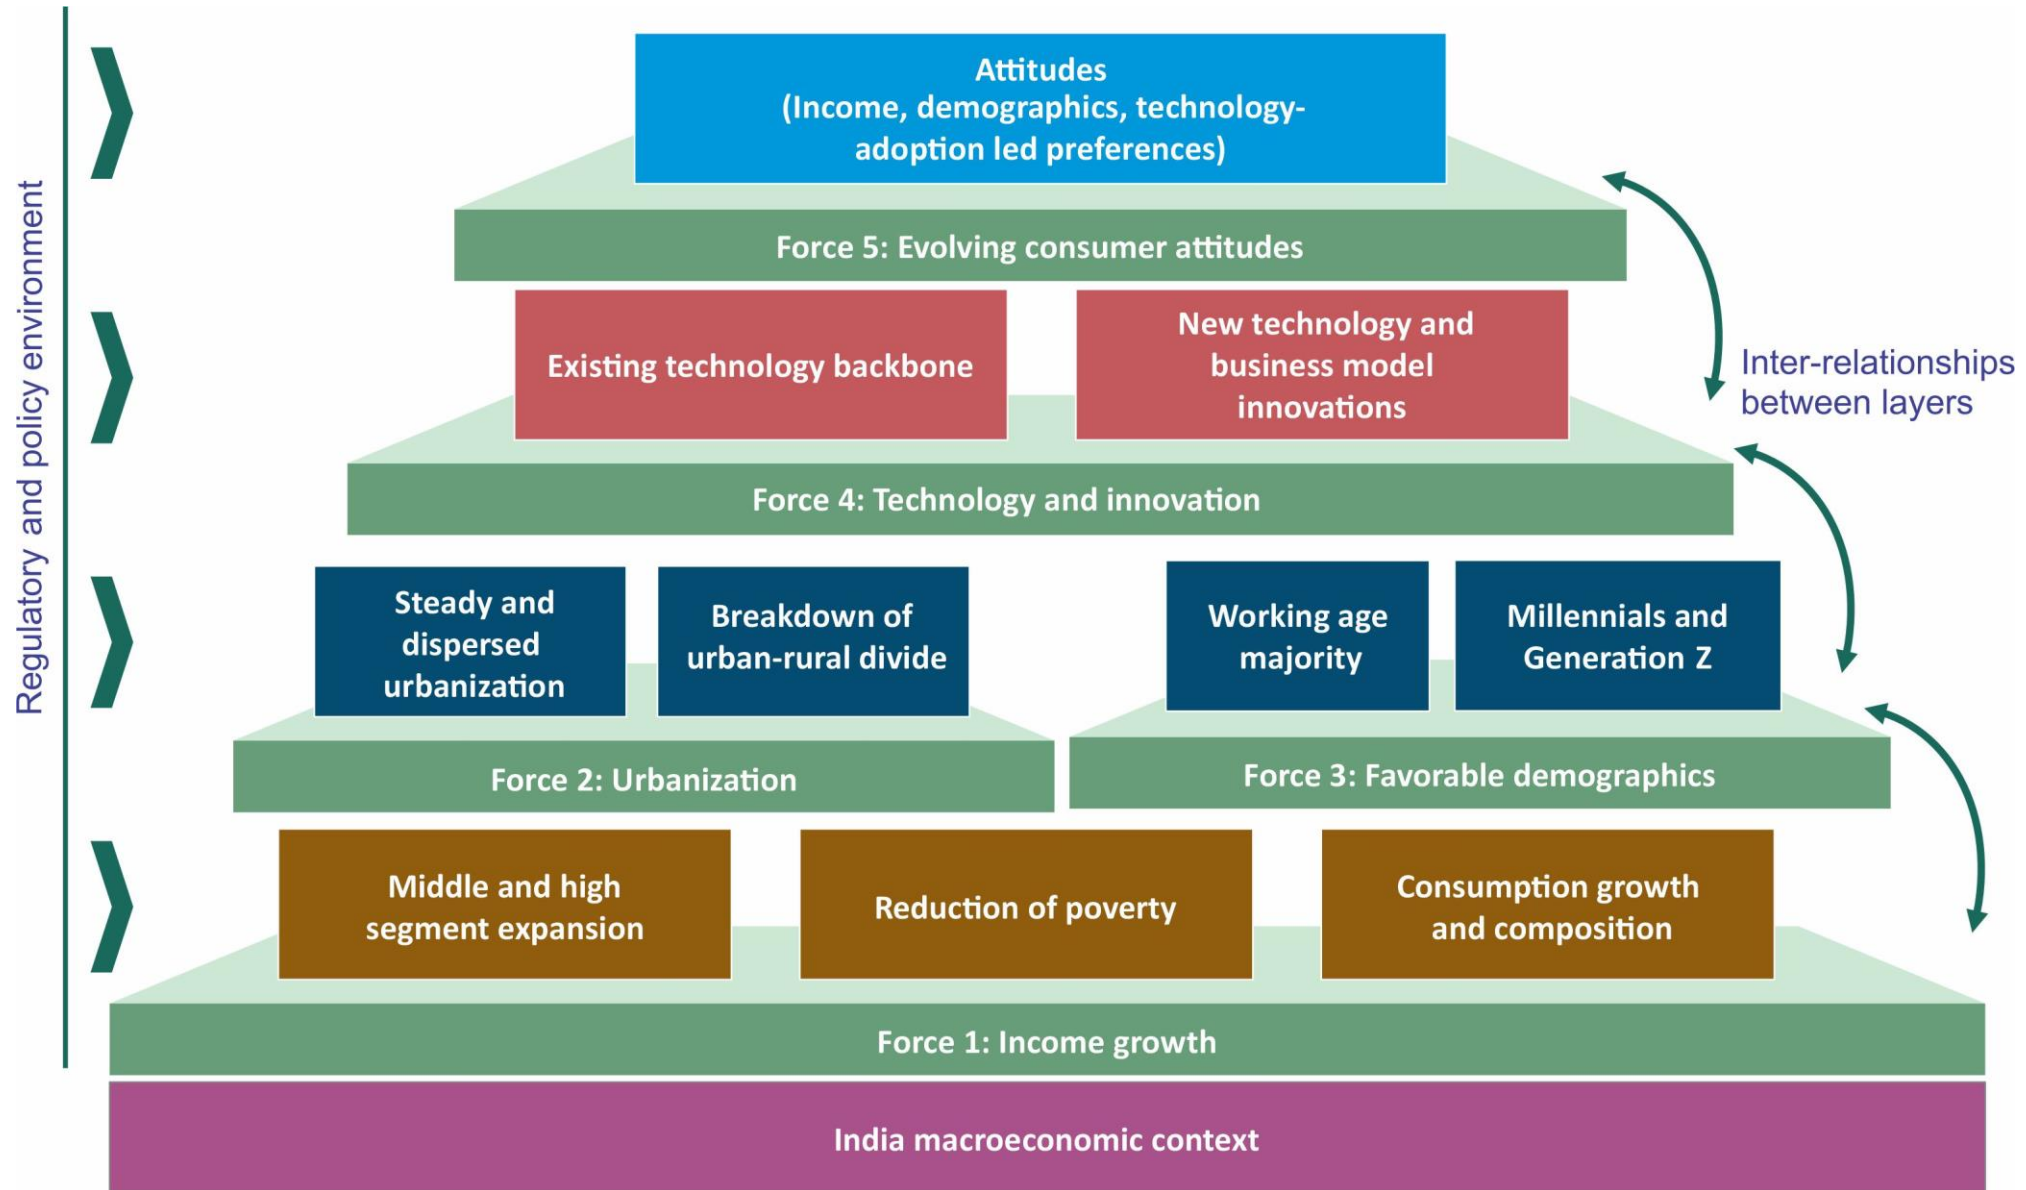 Attitudes
(Income, demographics, technology-
adoption led preferences)
Force 5: Evolving consumer attitudes
Existing technology backbone
New technology and
business model
innovations
Force 4: Technology and innovation
Steady and
dispersed
urbanization
Breakdown of
urban-rural divide
Working age
majority
Millennials and
Generation Z
Force 2: Urbanization
Force 3: Favorable demographics
Middle and high
segment expansion
Reduction of poverty
Consumption growth
and composition
Force 1: Income growth
India macroeconomic context
Regulatory and policy environment
Inter-relationships
between layers